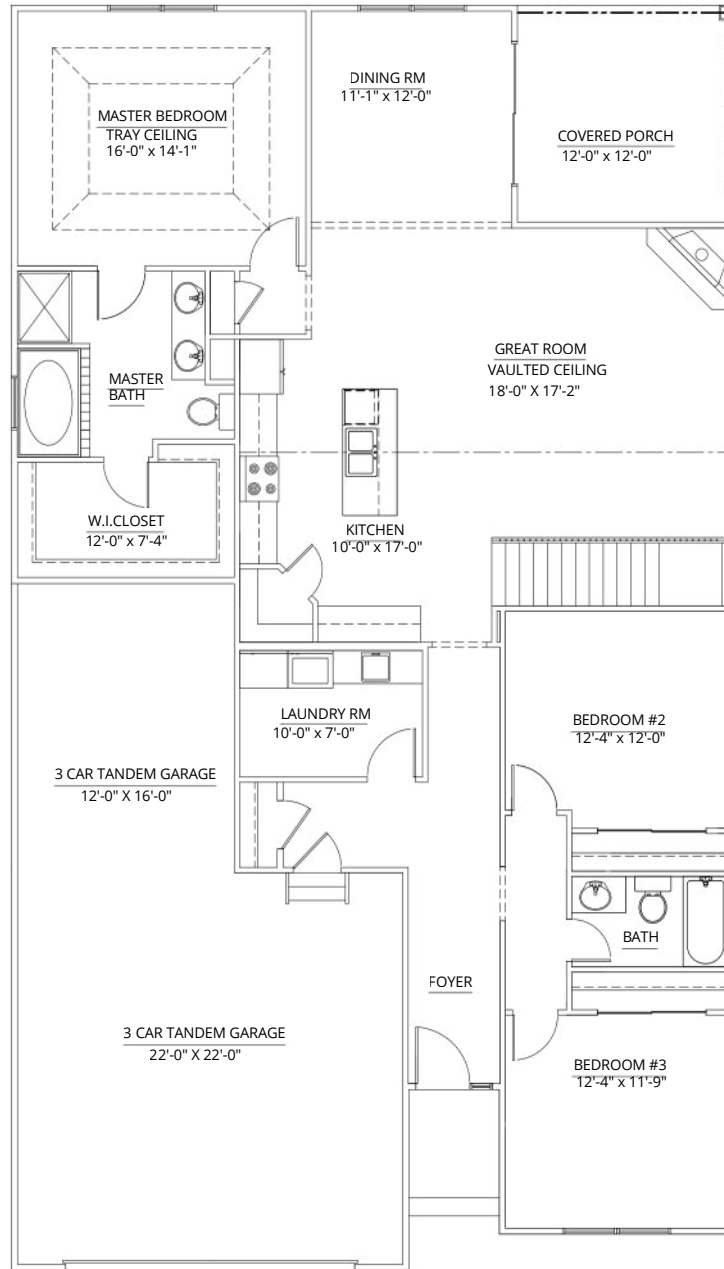 MASTER BEDROOM
TRAY CEILING
16'-0" x 14'-1"
DINING RM
11'-1" x 12'-0"
COVERED PORCH
12'-0" x 12'-0"
MASTER
BATH
GREAT ROOM
VAULTED CEILING
18'-0" X 17'-2"
W.I.CLOSET
12'-0" x 7'-4"
KITCHEN
10'-0" x 17'-0"
LAUNDRY RM
10'-0" x 7'-0"
BEDROOM #2
12'-4" x 12'-0"
3 CAR TANDEM GARAGE
12'-0" X 16'-0"
BATH
FOYER
3 CAR TANDEM GARAGE
22'-0" X 22'-0"
BEDROOM #3
12'-4" x 11'-9"